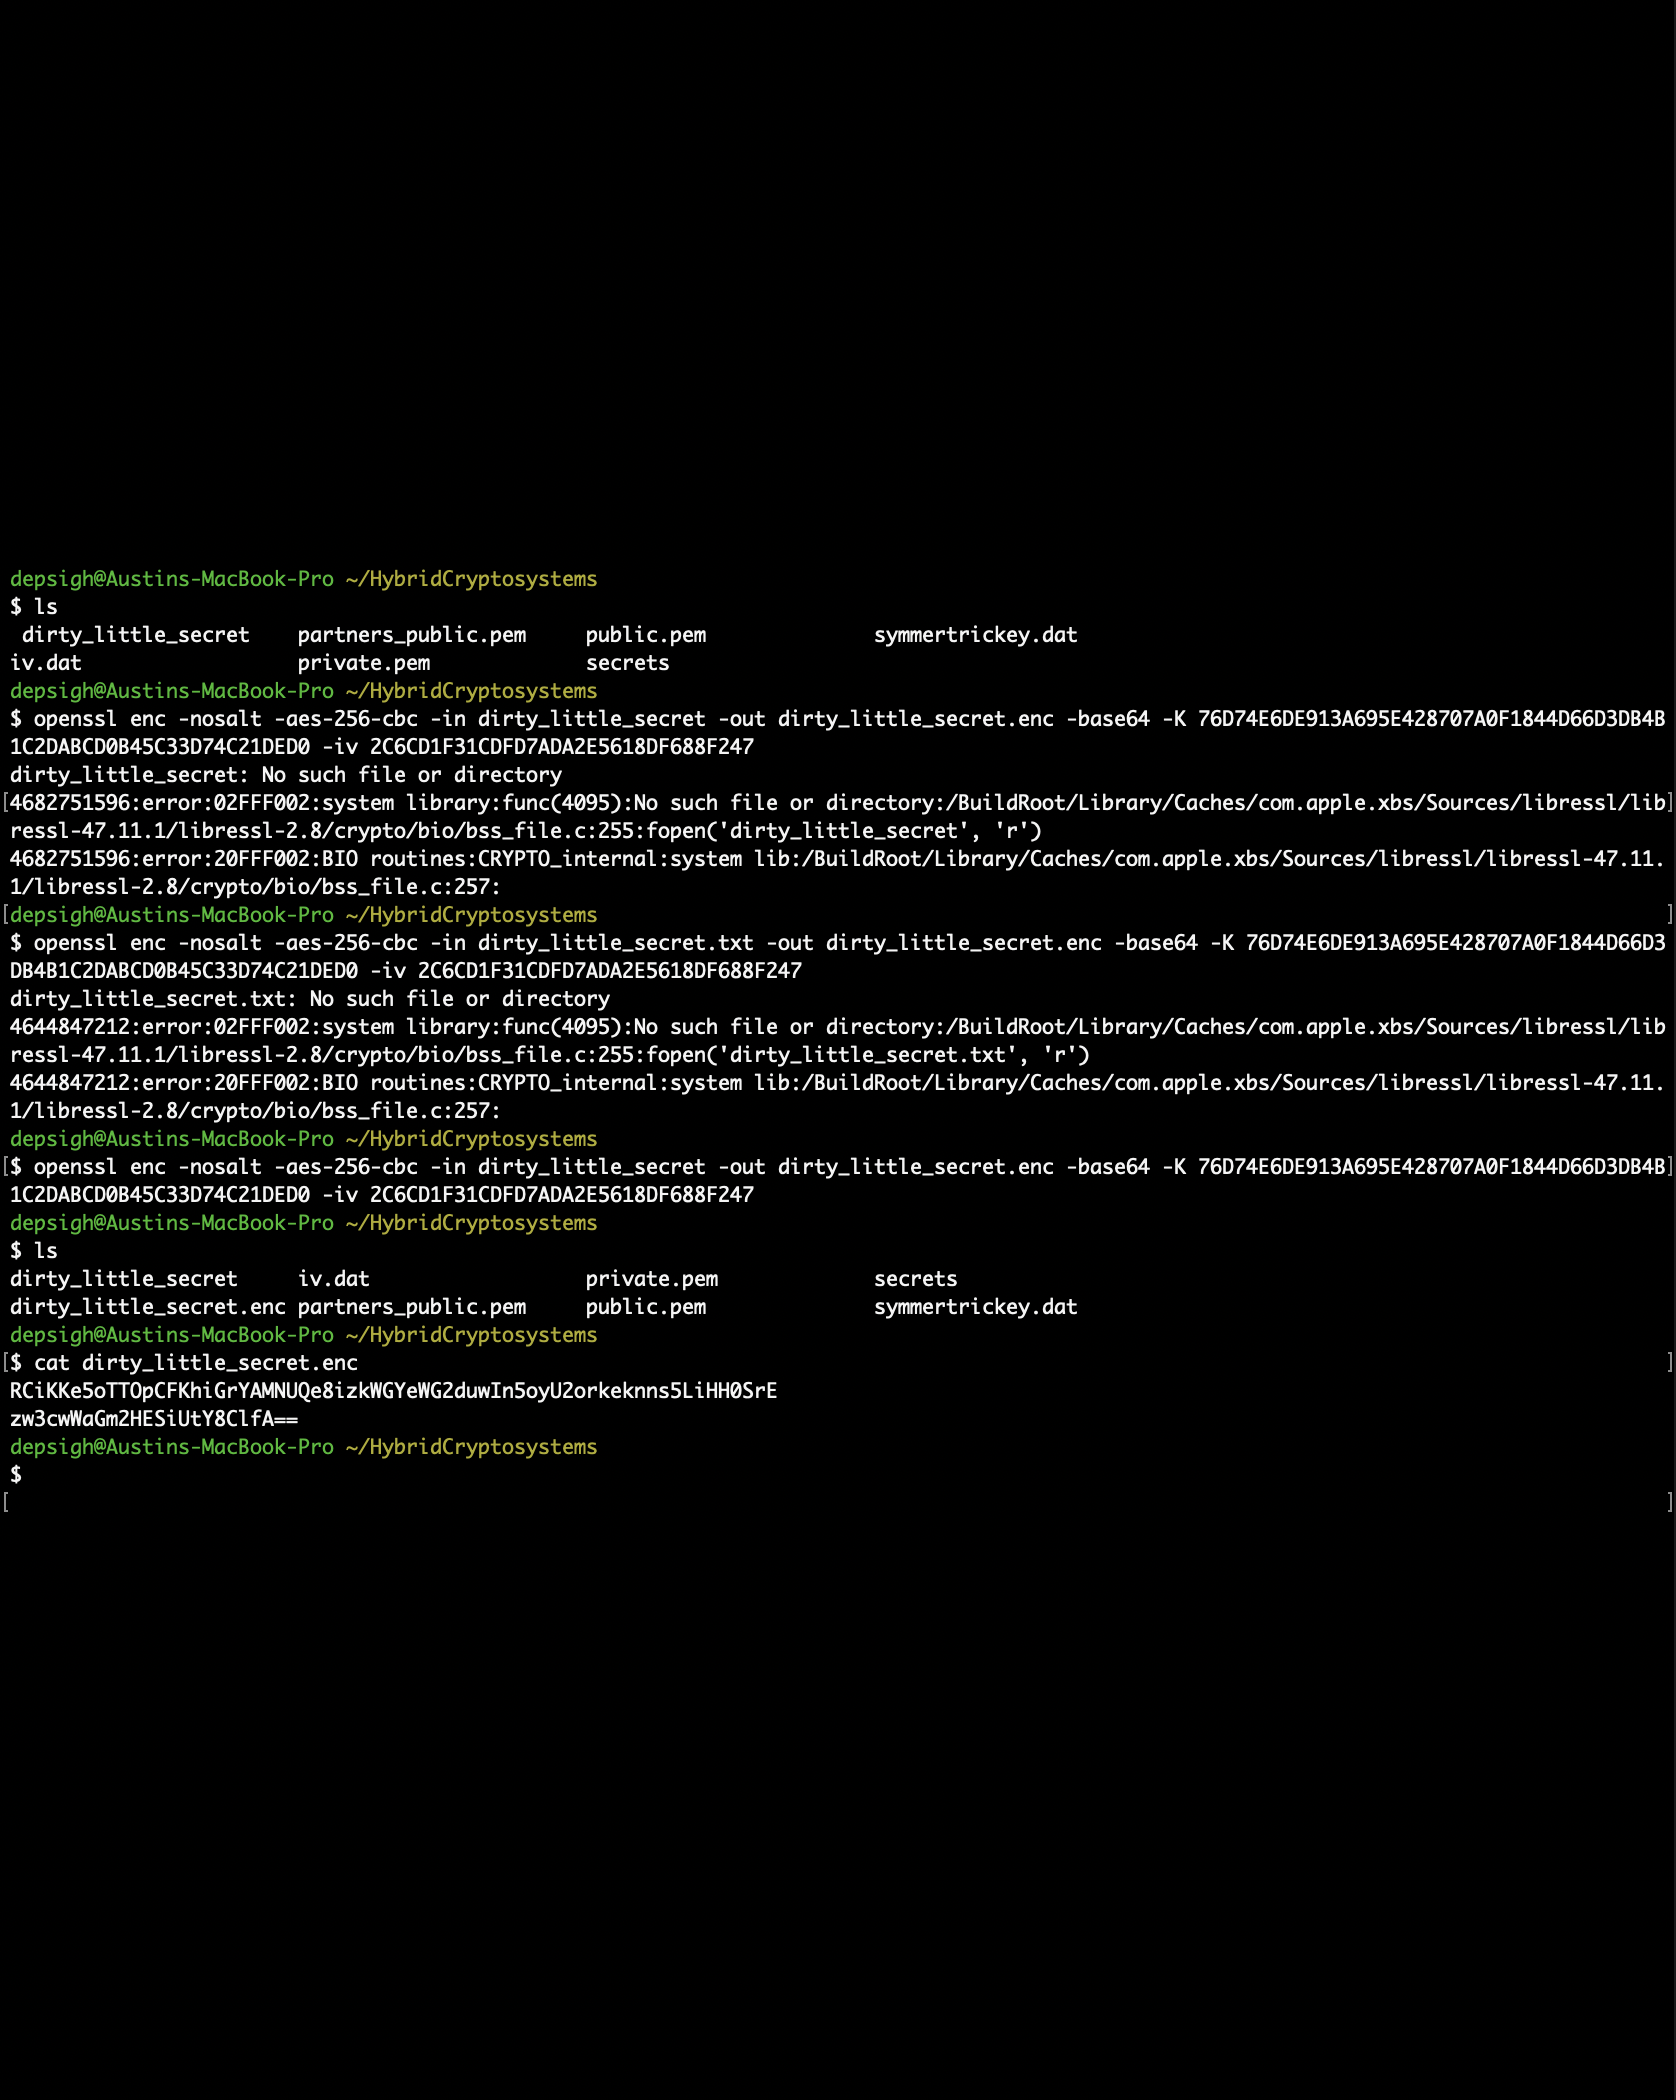 depsigh@Austins-MacBook-Pro ~/HybridCryptosystems
$ ls
 dirty_little_secret    partners_public.pem     public.pem              symmertrickey.dat
iv.dat                  private.pem             secrets
depsigh@Austins-MacBook-Pro ~/HybridCryptosystems
$ openssl enc -nosalt -aes-256-cbc -in dirty_little_secret -out dirty_little_secret.enc -base64 -K 76D74E6DE913A695E428707A0F1844D66D3DB4B
1C2DABCD0B45C33D74C21DED0 -iv 2C6CD1F31CDFD7ADA2E5618DF688F247
dirty_little_secret: No such file or directory
[4682751596:error:02FFF002:system library:func(4095):No such file or directory:/BuildRoot/Library/Caches/com.apple.xbs/Sources/libressl/lib]
ressl-47.11.1/libressl-2.8/crypto/bio/bss_file.c:255:fopen('dirty_little_secret', 'r')
4682751596:error:20FFF002:BIO routines:CRYPTO_internal:system lib:/BuildRoot/Library/Caches/com.apple.xbs/Sources/libressl/libressl-47.11.
1/libressl-2.8/crypto/bio/bss_file.c:257:
[depsigh@Austins-MacBook-Pro ~/HybridCryptosystems ]
$ openssl enc -nosalt -aes-256-cbc -in dirty_little_secret.txt -out dirty_little_secret.enc -base64 -K 76D74E6DE913A695E428707A0F1844D66D3
DB4B1C2DABCD0B45C33D74C21DED0 -iv 2C6CD1F31CDFD7ADA2E5618DF688F247
dirty_little_secret.txt: No such file or directory
4644847212:error:02FFF002:system library:func(4095):No such file or directory:/BuildRoot/Library/Caches/com.apple.xbs/Sources/libressl/lib
ressl-47.11.1/libressl-2.8/crypto/bio/bss_file.c:255:fopen('dirty_little_secret.txt', 'r')
4644847212:error:20FFF002:BIO routines:CRYPTO_internal:system lib:/BuildRoot/Library/Caches/com.apple.xbs/Sources/libressl/libressl-47.11.
1/libressl-2.8/crypto/bio/bss_file.c:257:
depsigh@Austins-MacBook-Pro ~/HybridCryptosystems
[$ openssl enc -nosalt -aes-256-cbc -in dirty_little_secret -out dirty_little_secret.enc -base64 -K 76D74E6DE913A695E428707A0F1844D66D3DB4B]
1C2DABCD0B45C33D74C21DED0 -iv 2C6CD1F31CDFD7ADA2E5618DF688F247
depsigh@Austins-MacBook-Pro ~/HybridCryptosystems
$ ls
dirty_little_secret     iv.dat                  private.pem             secrets
dirty_little_secret.enc partners_public.pem     public.pem              symmertrickey.dat
depsigh@Austins-MacBook-Pro ~/HybridCryptosystems
[$ cat dirty_little_secret.enc ]
RCiKKe5oTTOpCFKhiGrYAMNUQe8izkWGYeWG2duwIn5oyU2orkeknns5LiHH0SrE
zw3cwWaGm2HESiUtY8ClfA==
depsigh@Austins-MacBook-Pro ~/HybridCryptosystems
$
[ ]